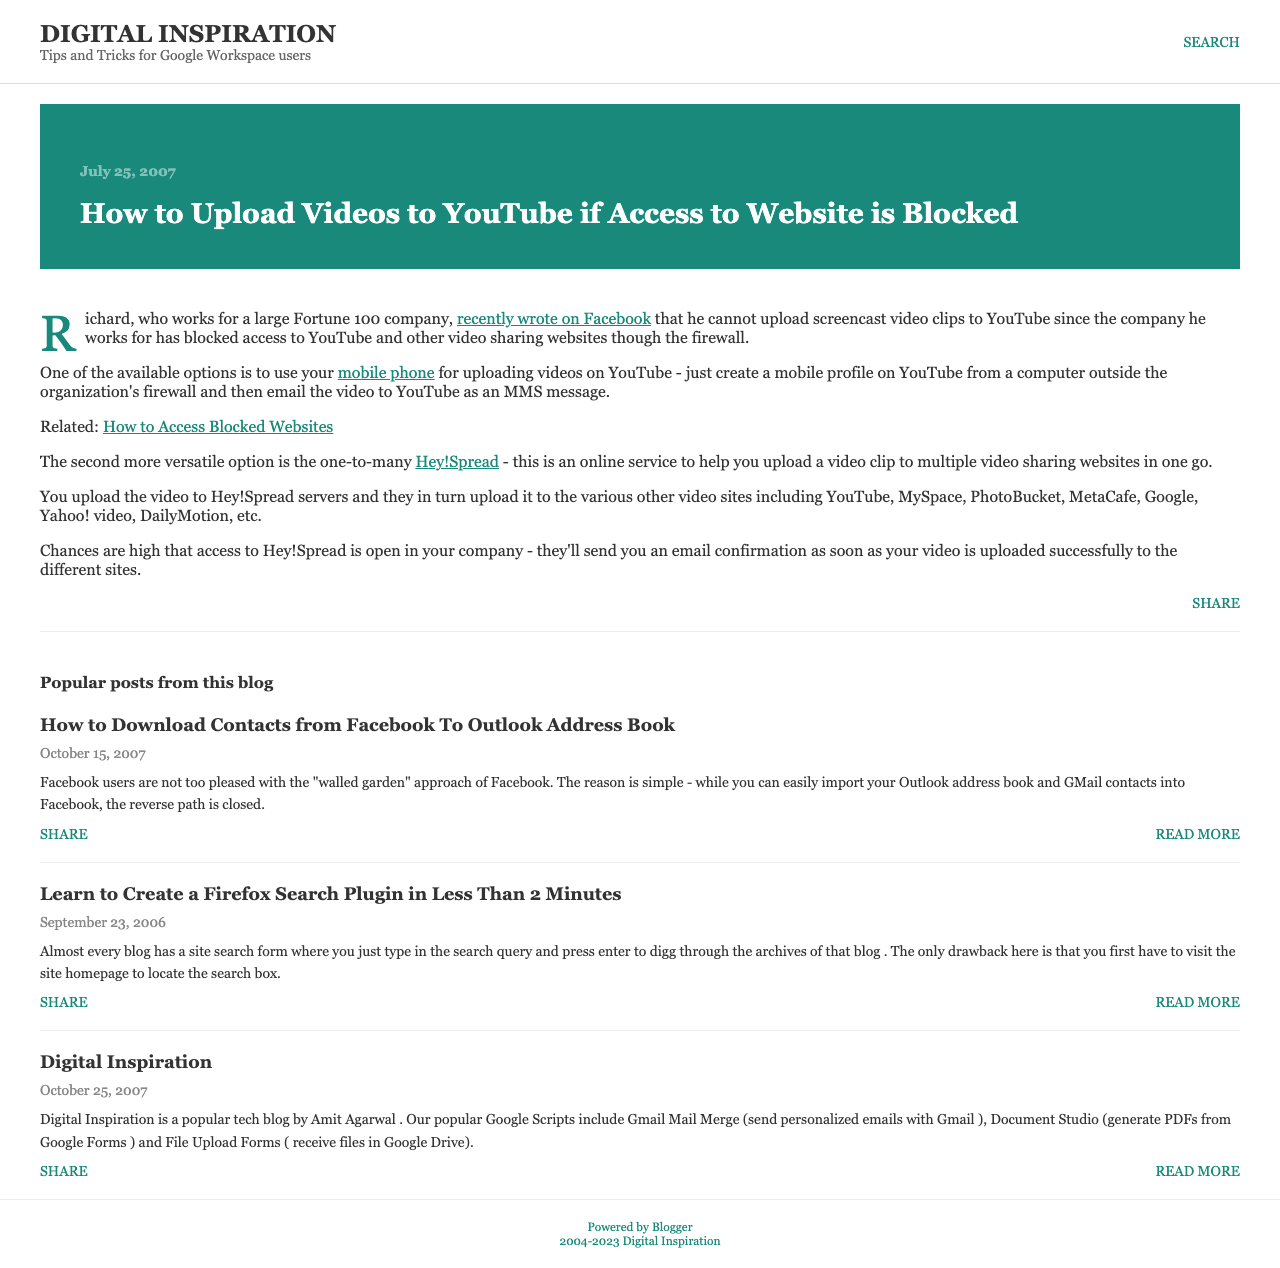 DIGITAL INSPIRATION
Tips and Tricks for Google Workspace users
SEARCH
July 25, 2007
How to Upload Videos to YouTube if Access to Website is Blocked
Richard, who works for a large Fortune 100 company, recently wrote on Facebook that he cannot upload screencast video clips to YouTube since the company he
works for has blocked access to YouTube and other video sharing websites though the firewall.
One of the available options is to use your mobile phone for uploading videos on YouTube - just create a mobile profile on YouTube from a computer outside the
organization's firewall and then email the video to YouTube as an MMS message.
Related: How to Access Blocked Websites
The second more versatile option is the one-to-many Hey!Spread - this is an online service to help you upload a video clip to multiple video sharing websites in one go.
You upload the video to Hey!Spread servers and they in turn upload it to the various other video sites including YouTube, MySpace, PhotoBucket, MetaCafe, Google,
Yahoo! video, DailyMotion, etc.
Chances are high that access to Hey!Spread is open in your company - they'll send you an email confirmation as soon as your video is uploaded successfully to the
different sites.
SHARE
Popular posts from this blog
How to Download Contacts from Facebook To Outlook Address Book
October 15, 2007
Facebook users are not too pleased with the "walled garden" approach of Facebook. The reason is simple - while you can easily import your Outlook address book and GMail contacts into
Facebook, the reverse path is closed.
SHARE
READ MORE
Learn to Create a Firefox Search Plugin in Less Than 2 Minutes
September 23, 2006
Almost every blog has a site search form where you just type in the search query and press enter to digg through the archives of that blog . The only drawback here is that you first have to visit the
site homepage to locate the search box.
SHARE
READ MORE
Digital Inspiration
October 25, 2007
Digital Inspiration is a popular tech blog by Amit Agarwal . Our popular Google Scripts include Gmail Mail Merge (send personalized emails with Gmail ), Document Studio (generate PDFs from
Google Forms ) and File Upload Forms ( receive files in Google Drive).
SHARE
READ MORE
Powered by Blogger
2004-2023 Digital Inspiration